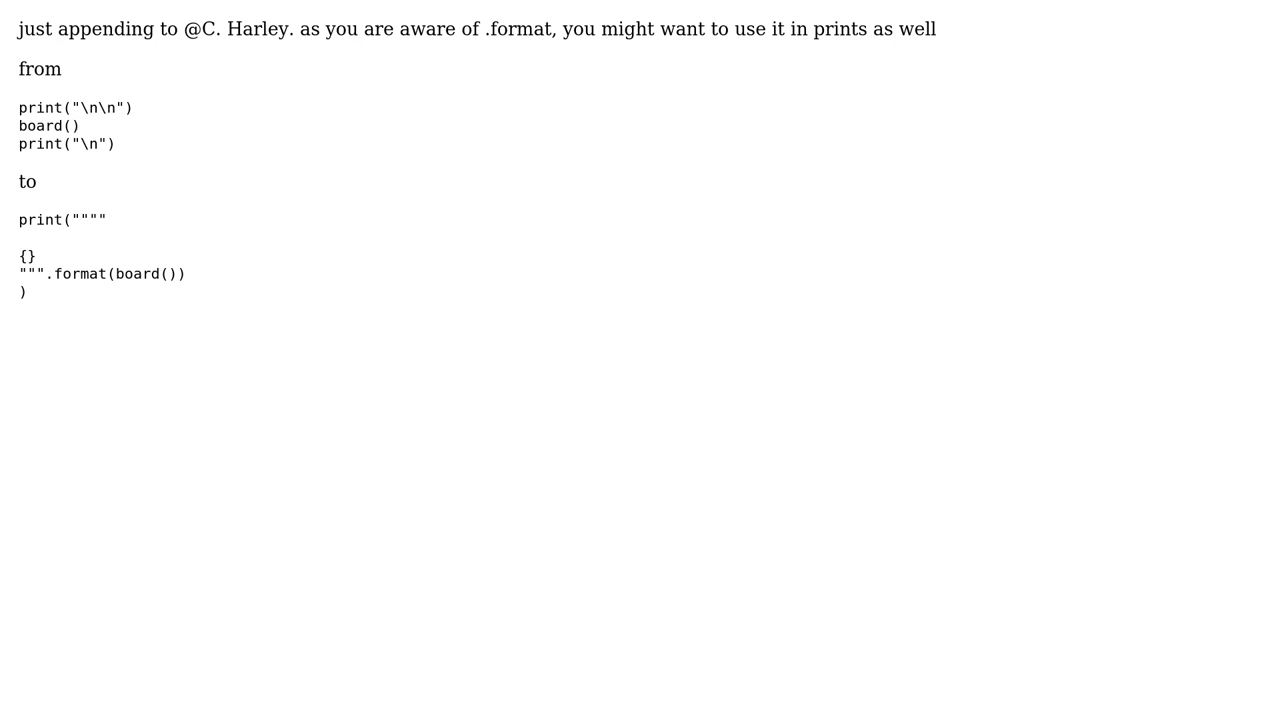 just appending to @C. Harley. as you are aware of .format, you might want to use it in prints as well
from
print("\n\n")
board()
print("\n")
to
print(""""
{}
""".format(board())
)